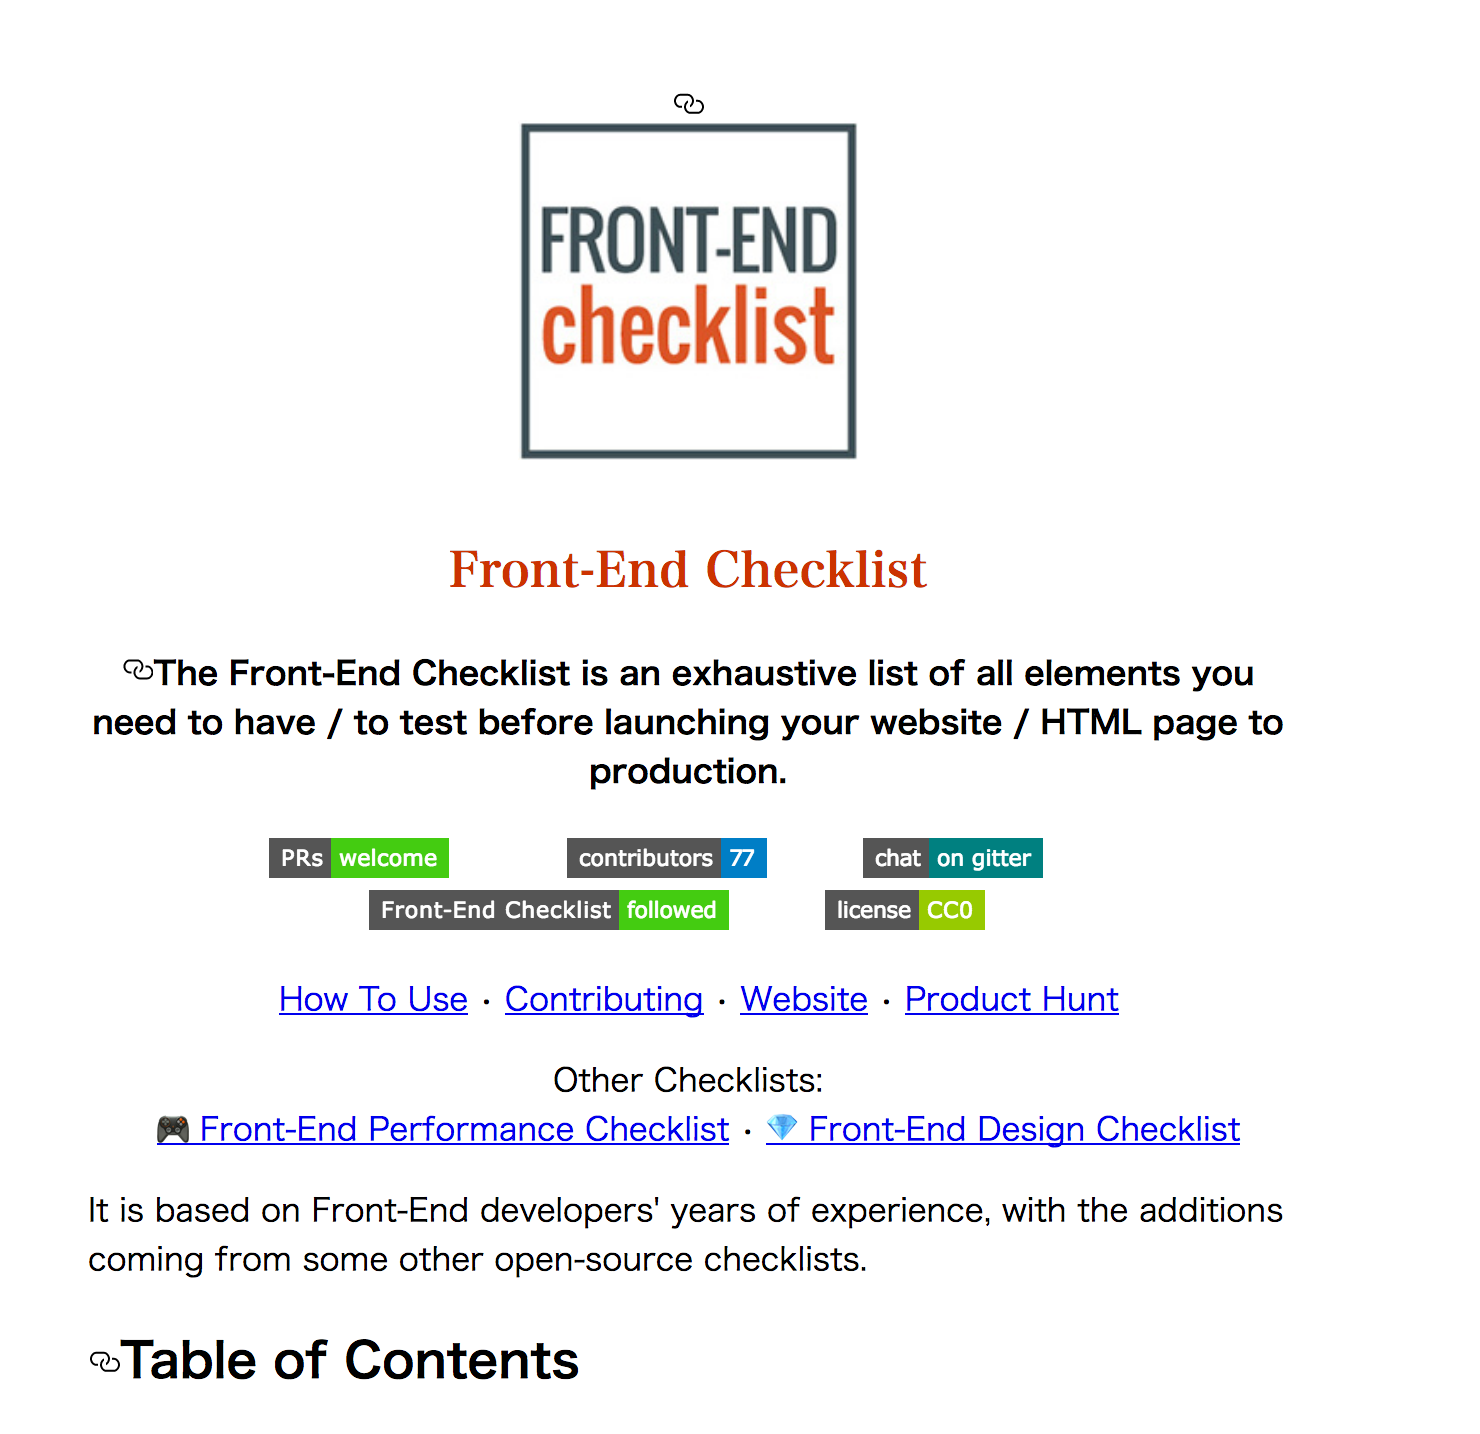 FRONT-END
checklist
Front-End Checklist
The Front-End Checklist is an exhaustive list of all elements you
need to have / to test before launching your website / HTML page to
production.
PRs welcome contributors 77 chat on gitter
Front-End Checklist followed license CC0
How To Use · Contributing · Website · Product Hunt
Other Checklists:
🎮 Front-End Performance Checklist · 💎 Front-End Design Checklist
It is based on Front-End developers' years of experience, with the additions
coming from some other open-source checklists.
Table of Contents